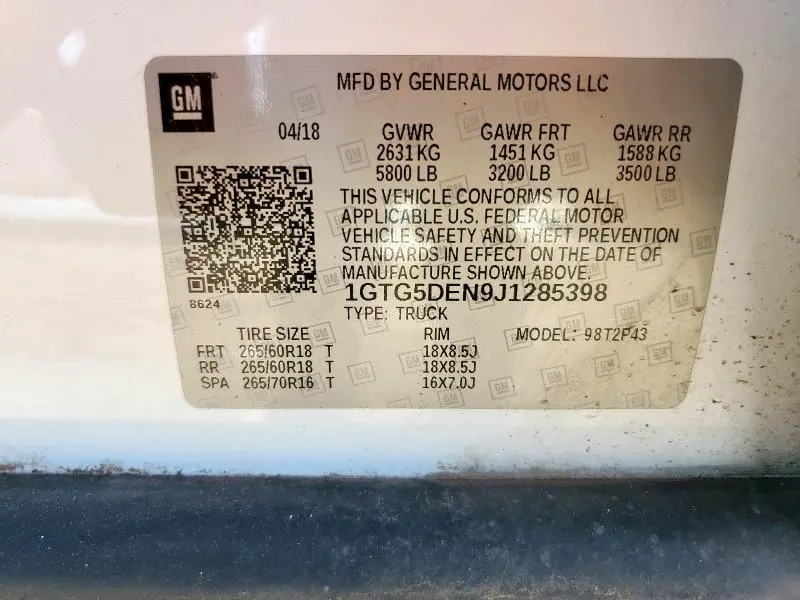 GM
MFD BY GENERAL MOTORS LLC
04/18 GVWR GAWR FRT GAWR RR
2631 KG 1451 KG 1588 KG
5800 LB 3200 LB 3500 LB
THIS VEHICLE CONFORMS TO ALL
APPLICABLE U.S. FEDERAL MOTOR
VEHICLE SAFETY AND THEFT PREVENTION
STANDARDS IN EFFECT ON THE DATE OF
MANUFACTURE SHOWN ABOVE.
8624
1GTG5DEN9J1285398
TYPE: TRUCK
TIRE SIZE RIM MODEL: 98T2P43
FRT 265/60R18 T 18X8.5J
RR 265/60R18 T 18X8.5J
SPA 265/70R16 T 16X7.0J